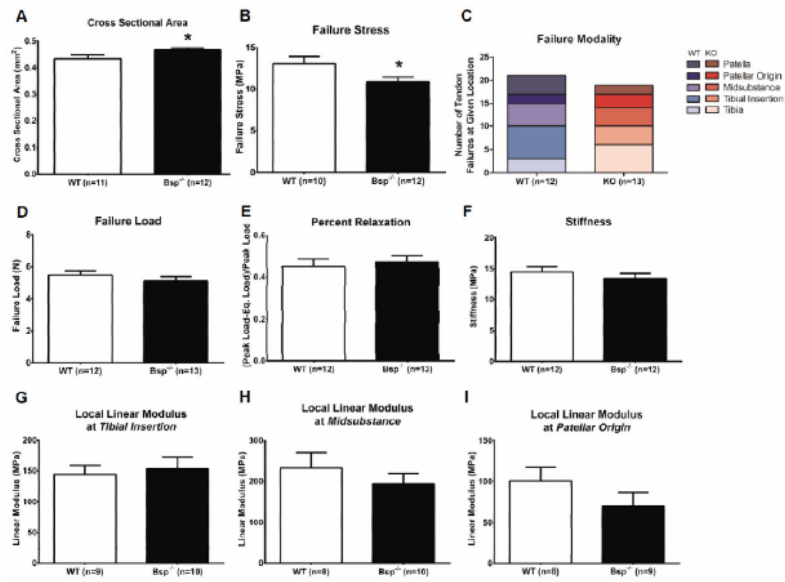 A
Cross Sectional Area
Cross Sectional Area (mm²)
0.5
0.4
0.3
0.2
0.1
0.0
*
WT (n=11)
Bsp-/- (n=12)
B
Failure Stress
Failure Stress (MPa)
15
10
5
0
*
WT (n=10)
Bsp-/- (n=12)
C
Failure Modality
Number of Tendon
Failures at Given Location
25
20
15
10
5
0
WT (n=12)
KO (n=13)
WT KO
Patella
Patellar Origin
Midsubstance
Tibial Insertion
Tibia
D
Failure Load
Failure Load (N)
8
6
4
2
0
WT (n=12)
Bsp-/- (n=13)
E
Percent Relaxation
(Peak Load-Eq. Load)/Peak Load
0.6
0.4
0.2
0.0
WT (n=12)
Bsp-/- (n=13)
F
Stiffness
Stiffness (MPa)
20
15
10
5
0
WT (n=12)
Bsp-/- (n=12)
G
Local Linear Modulus
at Tibial Insertion
Linear Modulus (MPa)
200
150
100
50
0
WT (n=9)
Bsp-/- (n=10)
H
Local Linear Modulus
at Midsubstance
Linear Modulus (MPa)
300
200
100
0
WT (n=8)
Bsp-/- (n=10)
I
Local Linear Modulus
at Patellar Origin
Linear Modulus (MPa)
150
100
50
0
WT (n=8)
Bsp-/- (n=9)